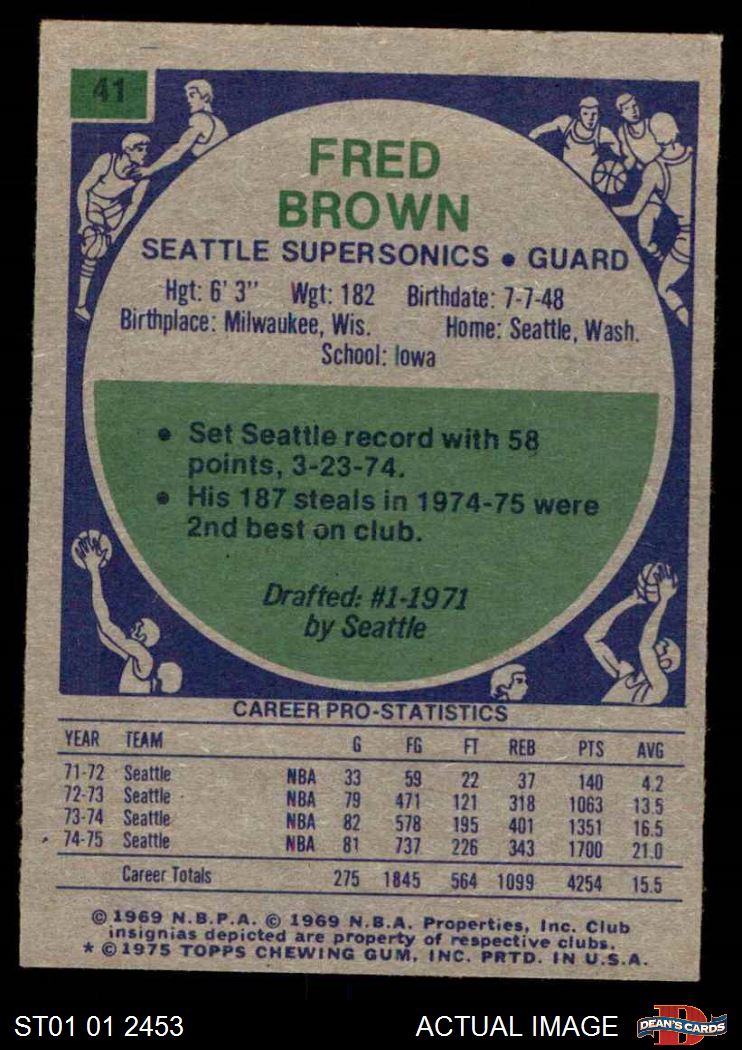 41
FRED
BROWN
SEATTLE SUPERSONICS • GUARD
Hgt: 6' 3" Wgt: 182 Birthdate: 7-7-48
Birthplace: Milwaukee, Wis. Home: Seattle, Wash.
School: Iowa
• Set Seattle record with 58
points, 3-23-74.
• His 187 steals in 1974-75 were
2nd best on club.
Drafted: #1-1971
by Seattle
CAREER PRO-STATISTICS
YEAR TEAM G FG FT REB PTS AVG
71-72 Seattle NBA 33 59 22 37 140 4.2
72-73 Seattle NBA 79 471 121 318 1063 13.5
73-74 Seattle NBA 82 578 195 401 1351 16.5
74-75 Seattle NBA 81 737 226 343 1700 21.0
Career Totals 275 1845 564 1099 4254 15.5
© 1969 N.B.P.A. © 1969 N.B.A. Properties, Inc. Club
insignias depicted are property of respective clubs.
* © 1975 TOPPS CHEWING GUM, INC. PRTD. IN U.S.A.
ST01 01 2453 ACTUAL IMAGE DEAN'S CARDS